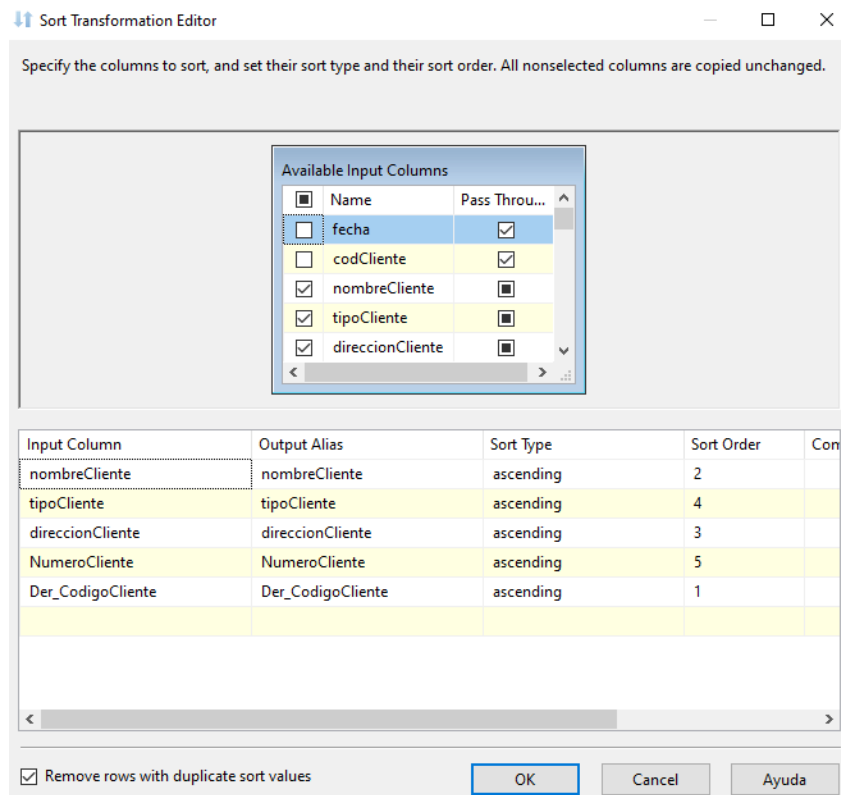 Sort Transformation Editor
Specify the columns to sort, and set their sort type and their sort order. All nonselected columns are copied unchanged.
Available Input Columns
Name Pass Throu...
fecha
codCliente
nombreCliente
tipoCliente
direccionCliente
Input Column Output Alias Sort Type Sort Order Com
nombreCliente nombreCliente ascending 2
tipoCliente tipoCliente ascending 4
direccionCliente direccionCliente ascending 3
NumeroCliente NumeroCliente ascending 5
Der_CodigoCliente Der_CodigoCliente ascending 1
Remove rows with duplicate sort values OK Cancel Ayuda